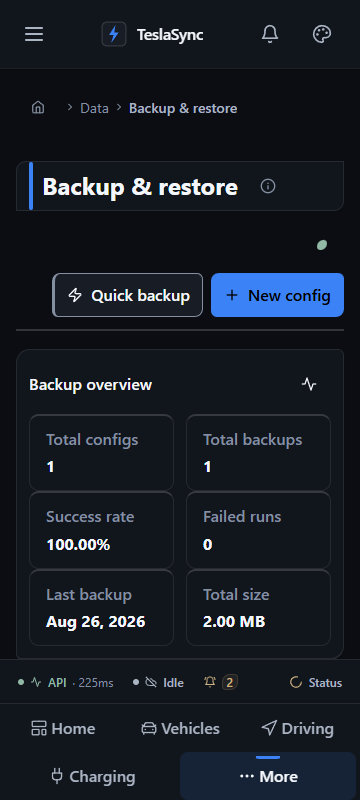 TeslaSync
Data
Backup & restore
Backup & restore
Quick backup
New config
Backup overview
Total configs
1
Total backups
1
Success rate
100.00%
Failed runs
0
Last backup
Aug 26, 2026
Total size
2.00 MB
API · 225ms
Idle
2
Status
Home
Vehicles
Driving
Charging
More